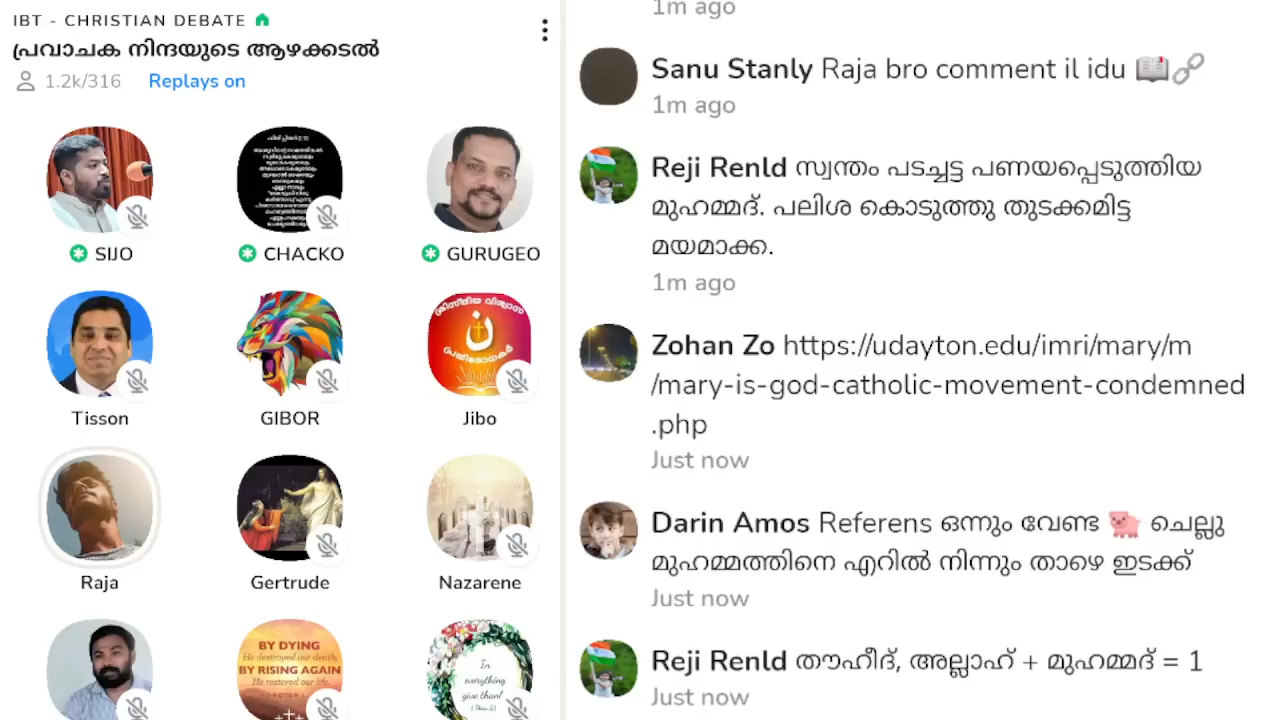 IBT - CHRISTIAN DEBATE
പ്രവാചക നിന്ദയുടെ ആഴക്കടൽ
1.2k/316 Replays on
SIJO
CHACKO
GURUGEO
ക്രിസ്തീയ വിശ്വാസ
പ്രതിരോധകർ
Tisson
GIBOR
Jibo
Raja
Gertrude
Nazarene
BY DYING
He destroyed our death,
BY RISING AGAIN
He restored our life.
In
everything
give thanks
1m ago
Sanu Stanly Raja bro comment il idu 📖🔗
1m ago
Reji Renld സ്വന്തം പടച്ചട്ട പണയപ്പെടുത്തിയ
മുഹമ്മദ്. പലിശ കൊടുത്തു തുടക്കമിട്ട
മയമാക്ക.
1m ago
Zohan Zo https://udayton.edu/imri/mary/m
/mary-is-god-catholic-movement-condemned
.php
Just now
Darin Amos Referens ഒന്നും വേണ്ട 🐖 ചെല്ലു
മുഹമ്മത്തിനെ എറിൽ നിന്നും താഴെ ഇടക്ക്
Just now
Reji Renld തൗഹീദ്, അല്ലാഹ് + മുഹമ്മദ് = 1
Just now